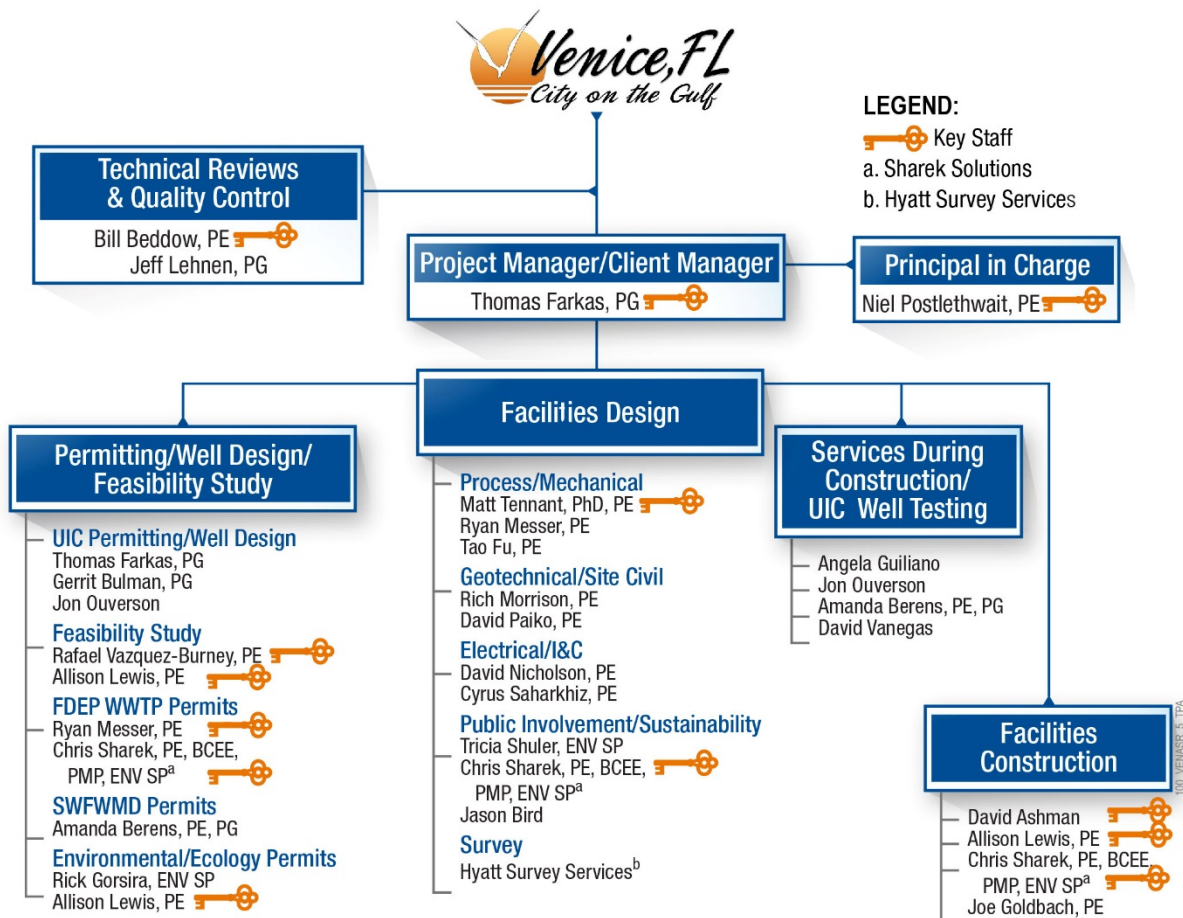 Venice, FL
City on the Gulf
LEGEND:
Key Staff
a. Sharek Solutions
b. Hyatt Survey Services
Technical Reviews
& Quality Control
Bill Beddow, PE
Jeff Lehnen, PG
Project Manager/Client Manager
Thomas Farkas, PG
Principal in Charge
Niel Postlethwait, PE
Permitting/Well Design/
Feasibility Study
UIC Permitting/Well Design
Thomas Farkas, PG
Gerrit Bulman, PG
Jon Ouverson
Feasibility Study
Rafael Vazquez-Burney, PE
Allison Lewis, PE
FDEP WWTP Permits
Ryan Messer, PE
Chris Sharek, PE, BCEE,
PMP, ENV SPa
SWFWMD Permits
Amanda Berens, PE, PG
Environmental/Ecology Permits
Rick Gorsira, ENV SP
Allison Lewis, PE
Facilities Design
Process/Mechanical
Matt Tennant, PhD, PE
Ryan Messer, PE
Tao Fu, PE
Geotechnical/Site Civil
Rich Morrison, PE
David Paiko, PE
Electrical/I&C
David Nicholson, PE
Cyrus Saharkhiz, PE
Public Involvement/Sustainability
Tricia Shuler, ENV SP
Chris Sharek, PE, BCEE,
PMP, ENV SPa
Jason Bird
Survey
Hyatt Survey Servicesb
Services During
Construction/
UIC Well Testing
Angela Guiliano
Jon Ouverson
Amanda Berens, PE, PG
David Vanegas
Facilities
Construction
David Ashman
Allison Lewis, PE
Chris Sharek, PE, BCEE,
PMP, ENV SPa
Joe Goldbach, PE
100_VENASR_5_TPA